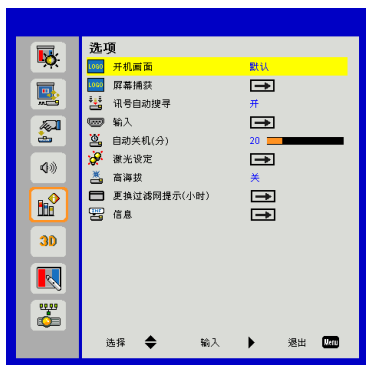 选项
LOGO 开机画面 默认
LOGO 屏幕捕获
讯号自动搜寻 开
输入
自动关机(分) 20
激光设定
高海拔 关
更换过滤网提示(小时)
信息
3D
选择 输入 退出 Menu